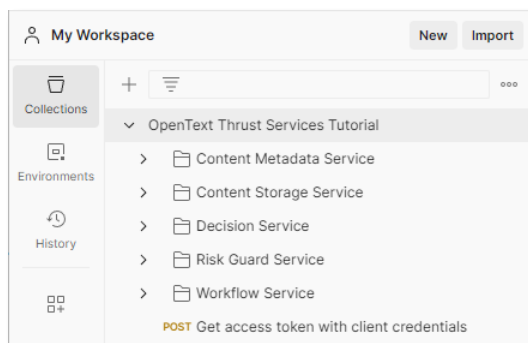 My Workspace
New
Import
Collections
Environments
History
OpenText Thrust Services Tutorial
Content Metadata Service
Content Storage Service
Decision Service
Risk Guard Service
Workflow Service
POST Get access token with client credentials